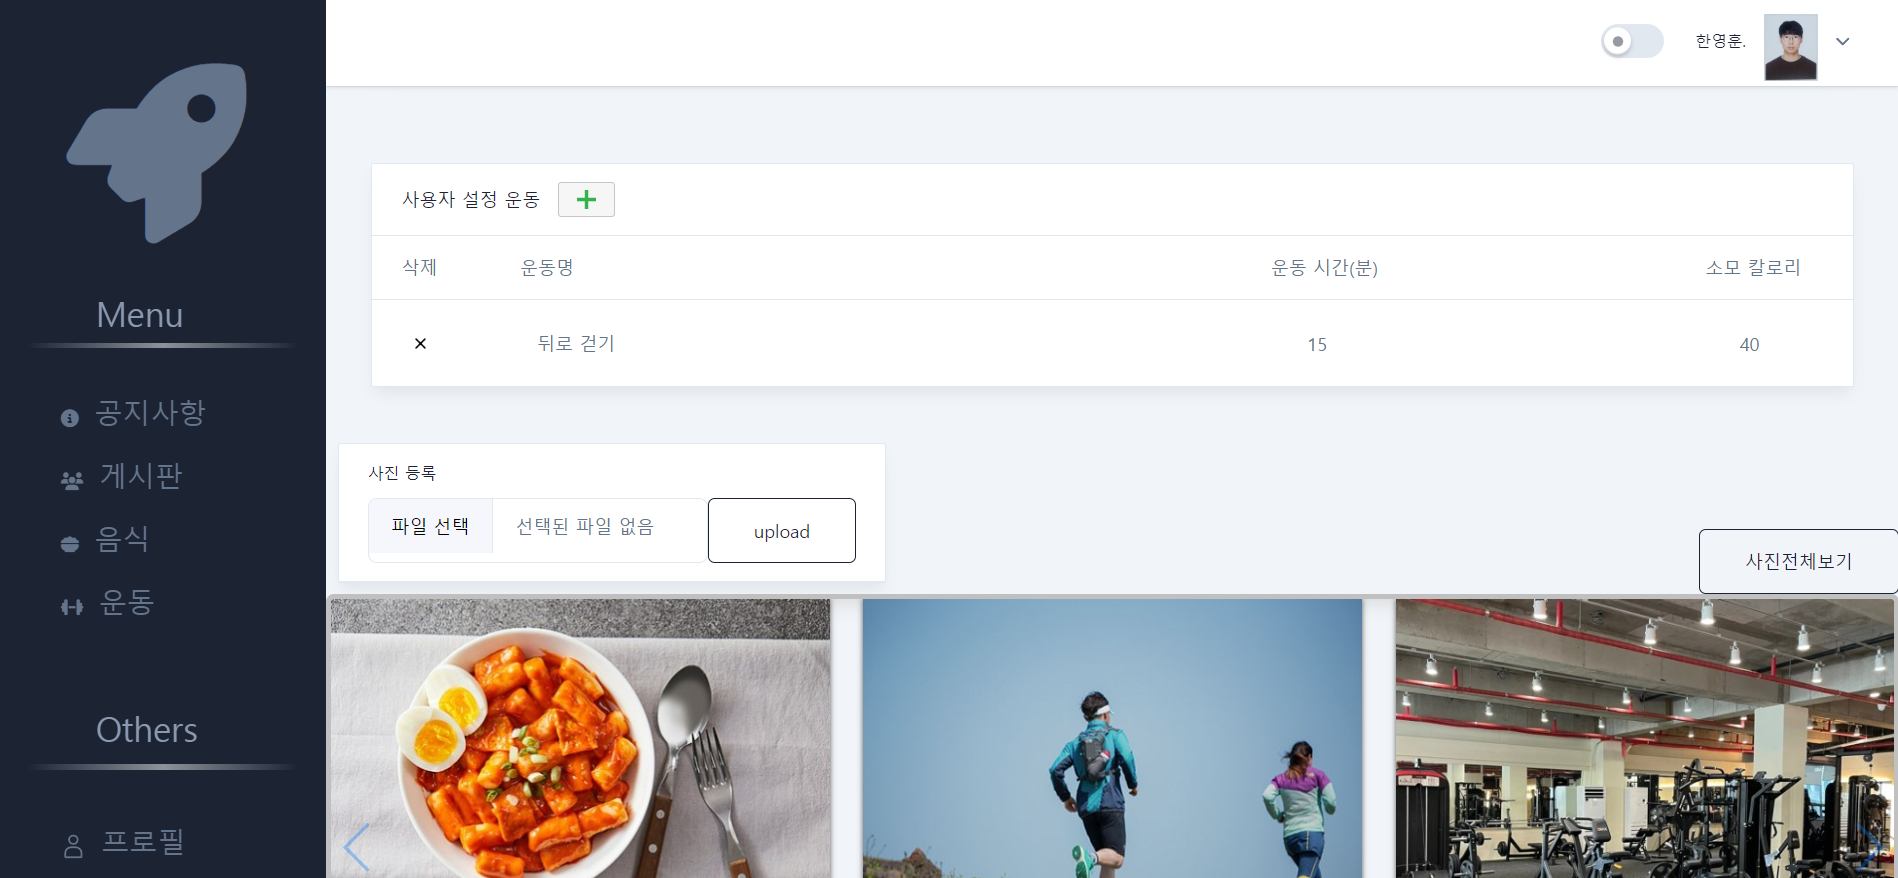 한영훈.
Menu
공지사항
게시판
음식
운동
Others
프로필
사용자 설정 운동
삭제 운동명 운동 시간(분) 소모 칼로리
뒤로 걷기 15 40
사진 등록
파일 선택 선택된 파일 없음 upload
사진전체보기